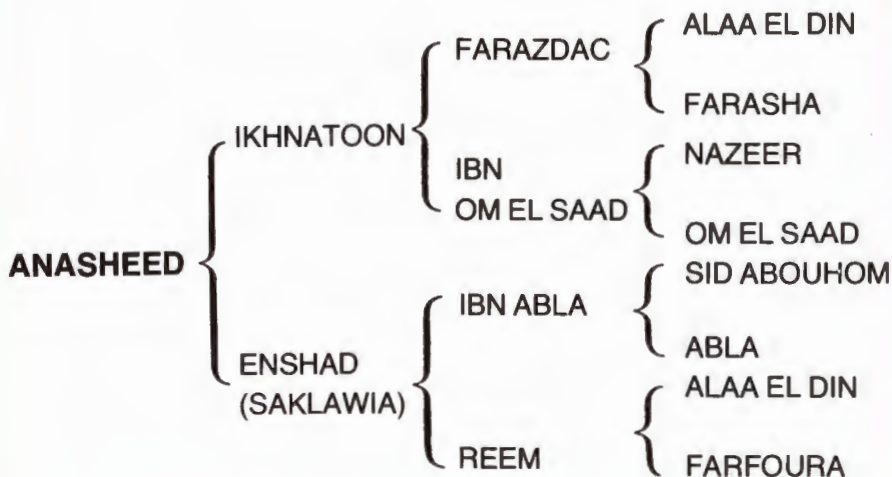 ALAA EL DIN
FARAZDAC
FARASHA
IKHNATOON
NAZEER
IBN
OM EL SAAD
OM EL SAAD
ANASHEED
SID ABOUHOM
IBN ABLA
ABLA
ENSHAD
(SAKLAWIA)
ALAA EL DIN
REEM
FARFOURA